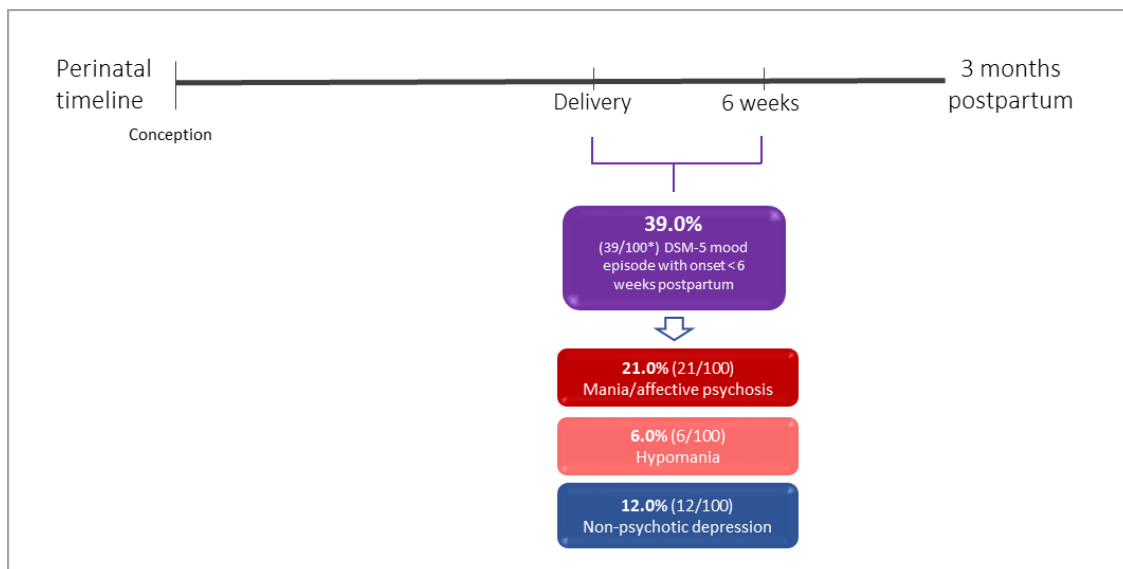 Perinatal
timeline
Conception
Delivery
6 weeks
3 months
postpartum
39.0%
(39/100*) DSM-5 mood
episode with onset <6
weeks postpartum
21.0% (21/100)
Mania/affective psychosis
6.0% (6/100)
Hypomania
12.0% (12/100)
Non-psychotic depression